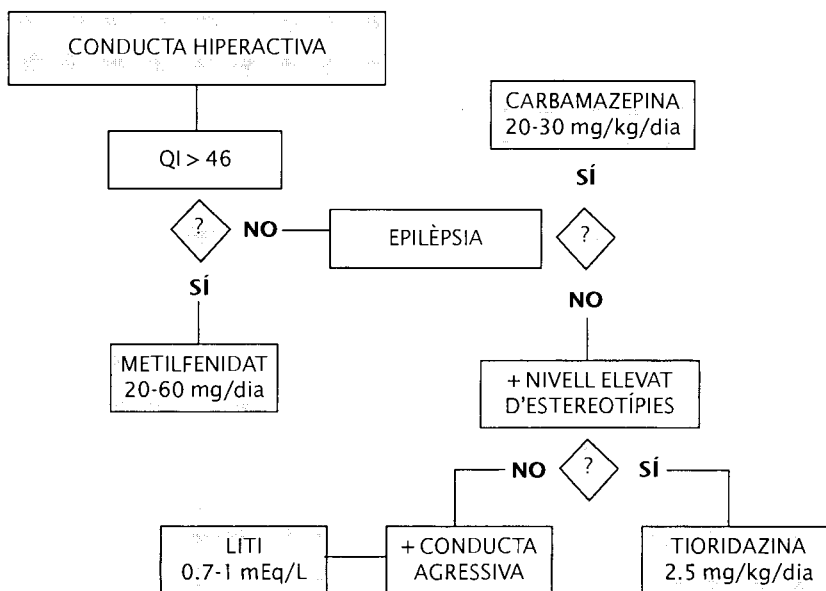 CONDUCTA HIPERACTIVA
CARBAMAZEPINA
20-30 mg/kg/dia
QI > 46
SÍ
?
NO
EPILÈPSIA
?
SÍ
NO
METILFENIDAT
20-60 mg/dia
+ NIVELL ELEVAT
D'ESTEREOTÍPIES
NO
?
SÍ
LITI
0.7-1 mEq/L
+ CONDUCTA
AGRESSIVA
TIORIDAZINA
2.5 mg/kg/dia